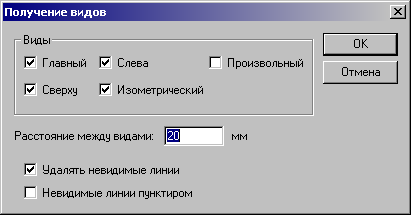 Получение видов
Виды
Главный
Слева
Произвольный
Сверху
Изометрический
OK
Отмена
Расстояние между видами: 20 мм
Удалять невидимые линии
Невидимые линии пунктиром